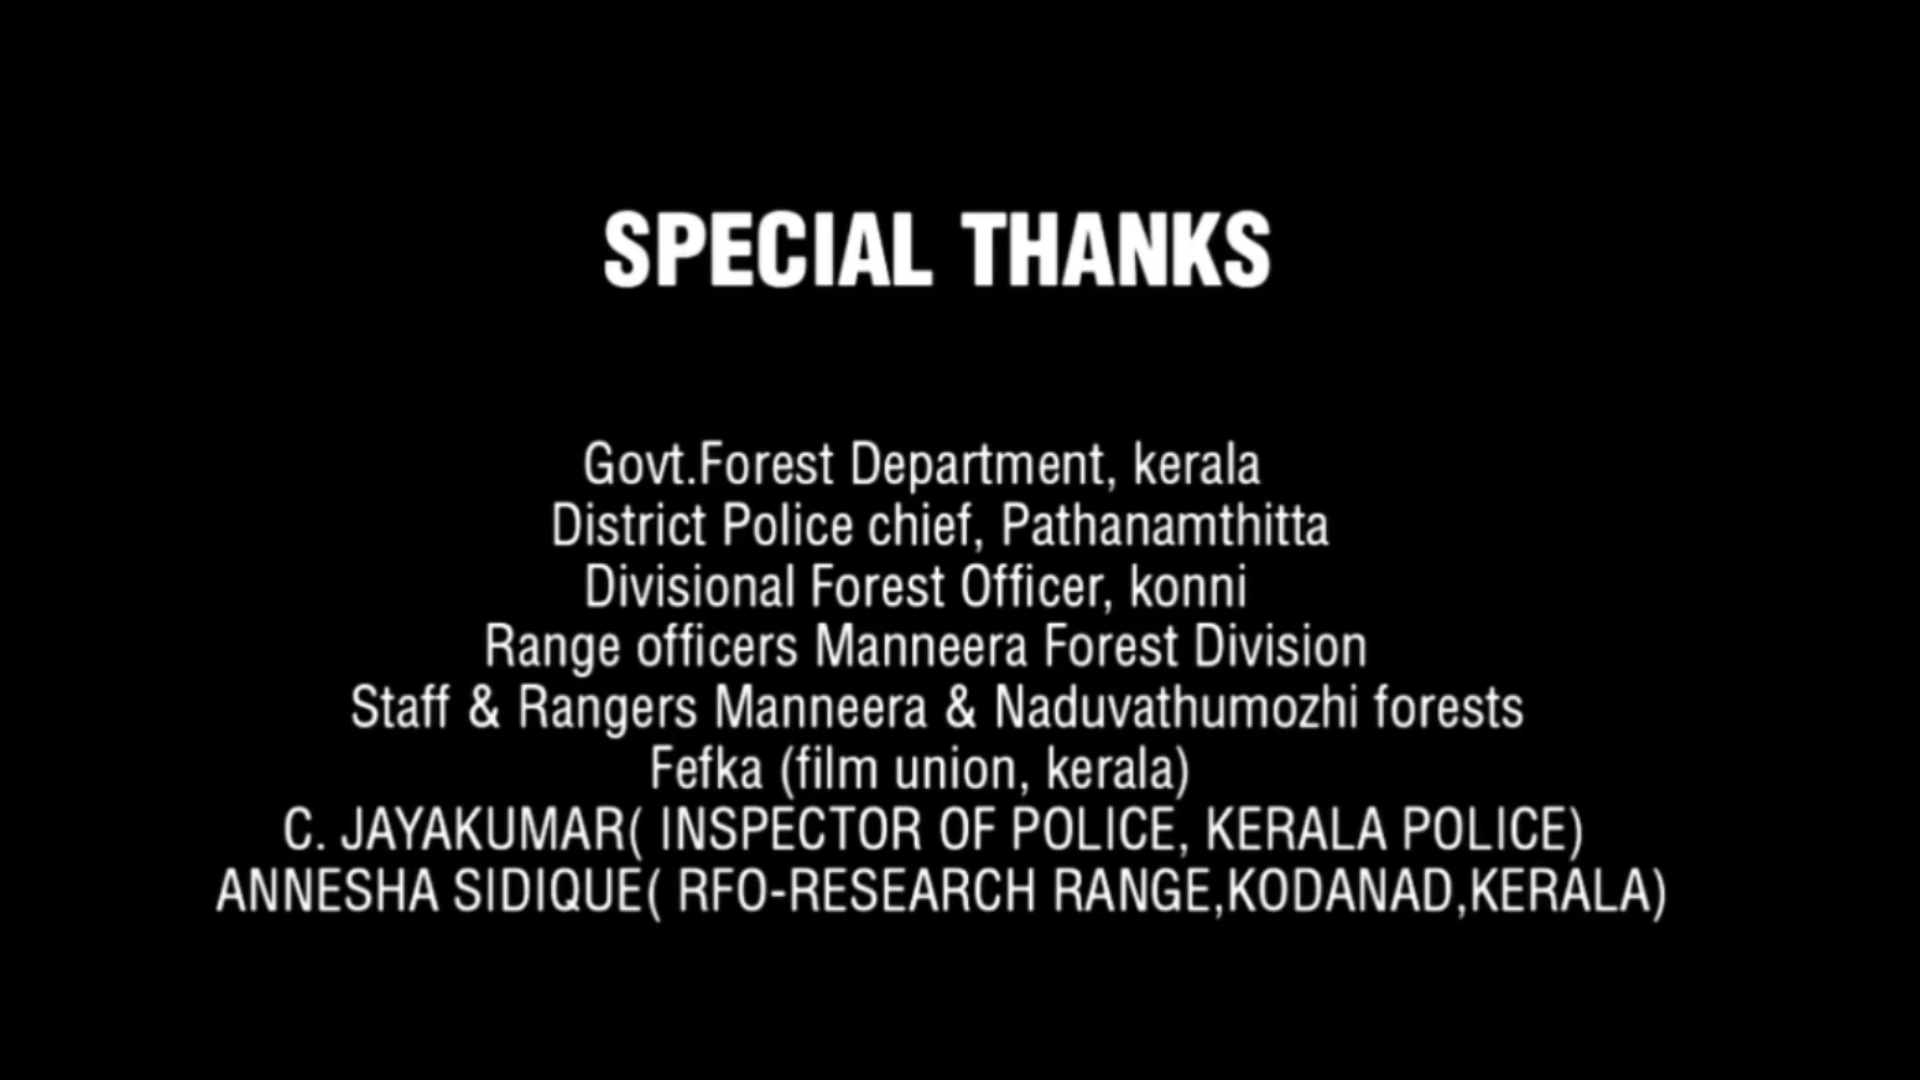 SPECIAL THANKS
Govt.Forest Department, kerala
District Police chief, Pathanamthitta
Divisional Forest Officer, konni
Range officers Manneera Forest Division
Staff & Rangers Manneera & Naduvathumozhi forests
Fefka (film union, kerala)
C. JAYAKUMAR( INSPECTOR OF POLICE, KERALA POLICE)
ANNESHA SIDIQUE( RFO-RESEARCH RANGE,KODANAD,KERALA)